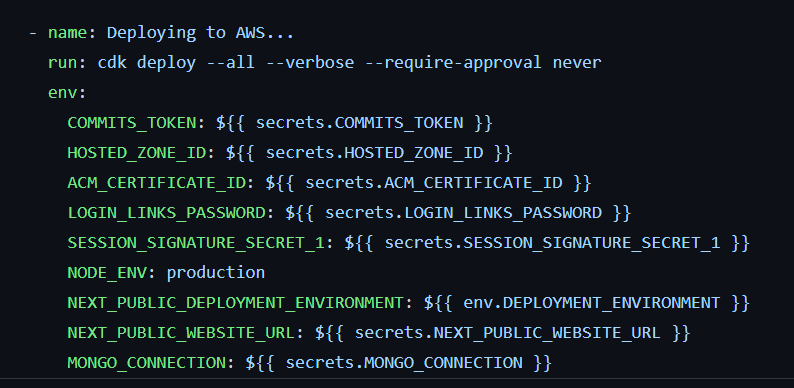 - name: Deploying to AWS...
run: cdk deploy --all --verbose --require-approval never
env:
COMMITS_TOKEN: ${{ secrets.COMMITS_TOKEN }}
HOSTED_ZONE_ID: ${{ secrets.HOSTED_ZONE_ID }}
ACM_CERTIFICATE_ID: ${{ secrets.ACM_CERTIFICATE_ID }}
LOGIN_LINKS_PASSWORD: ${{ secrets.LOGIN_LINKS_PASSWORD }}
SESSION_SIGNATURE_SECRET_1: ${{ secrets.SESSION_SIGNATURE_SECRET_1 }}
NODE_ENV: production
NEXT_PUBLIC_DEPLOYMENT_ENVIRONMENT: ${{ env.DEPLOYMENT_ENVIRONMENT }}
NEXT_PUBLIC_WEBSITE_URL: ${{ secrets.NEXT_PUBLIC_WEBSITE_URL }}
MONGO_CONNECTION: ${{ secrets.MONGO_CONNECTION }}